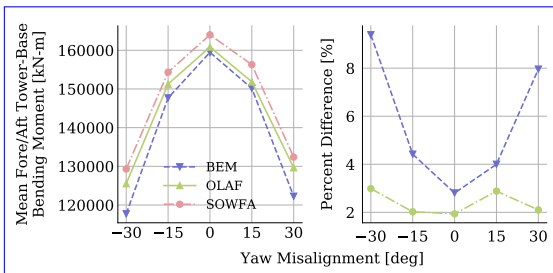 Mean Fore/Aft Tower-Base
Bending Moment [kN-m]
160000
150000
140000
130000
120000
BEM
OLAF
SOWFA
−30
−15
0
15
30
Percent Difference [%]
8
6
4
2
−30
−15
0
15
30
Yaw Misalignment [deg]